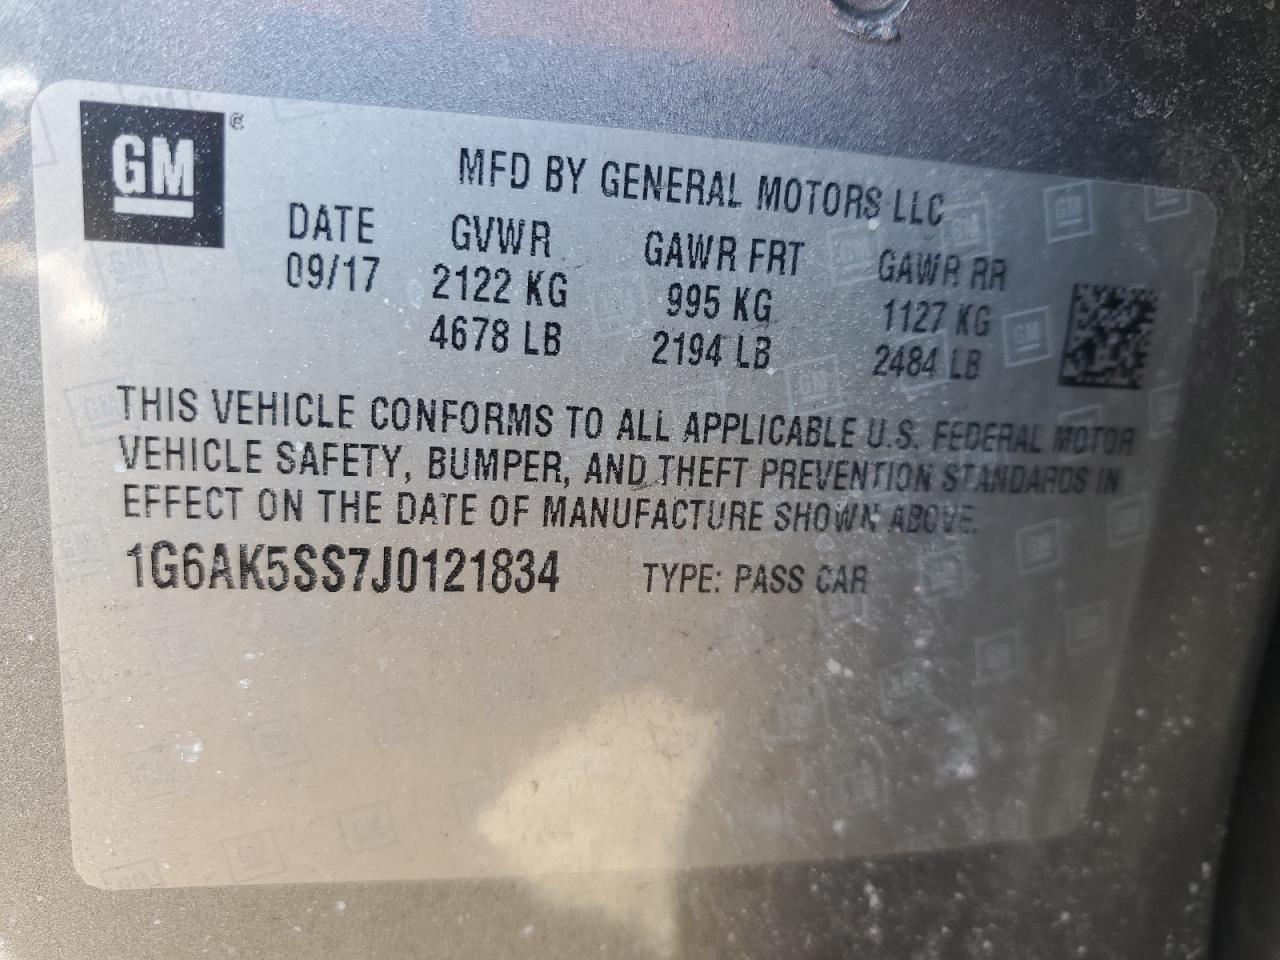 GM ®
MFD BY GENERAL MOTORS LLC
DATE GVWR GAWR FRT GAWR RR
09/17 2122 KG 995 KG 1127 KG
4678 LB 2194 LB 2484 LB
THIS VEHICLE CONFORMS TO ALL APPLICABLE U.S. FEDERAL MOTOR
VEHICLE SAFETY, BUMPER, AND THEFT PREVENTION STANDARDS IN
EFFECT ON THE DATE OF MANUFACTURE SHOWN ABOVE.
1G6AK5SS7J0121834 TYPE: PASS CAR